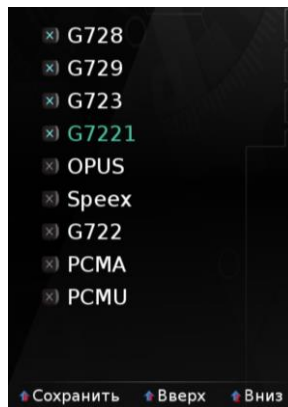 G728
G729
G723
G7221
OPUS
Speex
G722
PCMA
PCMU
Сохранить Вверх Вниз